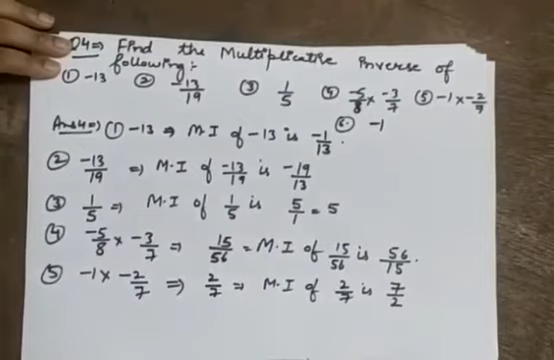 Q4⇒ Find the Multiplicative inverse of
following:-
① -13 ② -13/19 ③ 1/5 ④ -5/8 × -3/7 ⑤ -1 × -2/7
⑥ -1
Ans4⇒ ① -13 ⇒ M.I of -13 is -1/13.
② -13/19 ⇒ M.I of -13/19 is -19/13
③ 1/5 ⇒ M.I of 1/5 is 5/1 = 5
④ -5/8 × -3/7 ⇒ 15/56 = M.I of 15/56 is 56/15.
⑤ -1 × -2/7 ⇒ 2/7 ⇒ M.I of 2/7 is 7/2